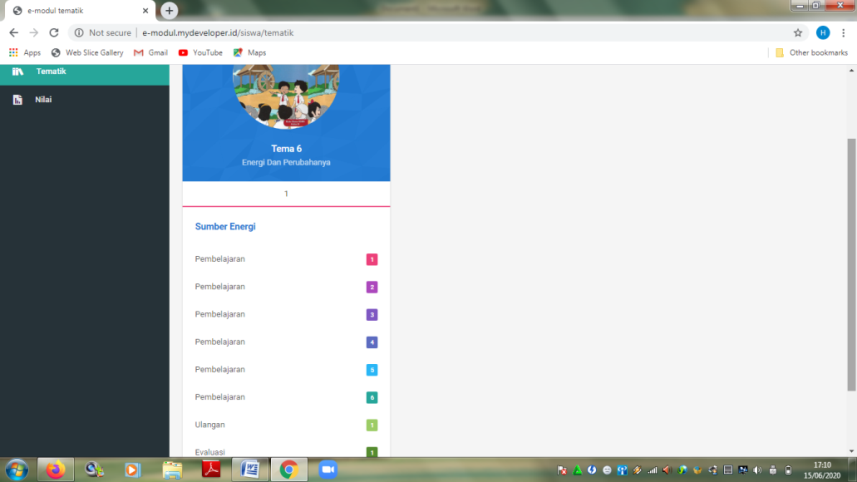 e-modul tematik
Not secure | e-modul.mydeveloper.id/siswa/tematik
H
Apps Web Slice Gallery Gmail YouTube Maps Other bookmarks
Tematik
Nilai
Tema 6
Energi Dan Perubahanya
1
Sumber Energi
Pembelajaran 1
Pembelajaran 2
Pembelajaran 3
Pembelajaran 4
Pembelajaran 5
Pembelajaran 6
Ulangan 1
Evaluasi 1
17:10
15/06/2020